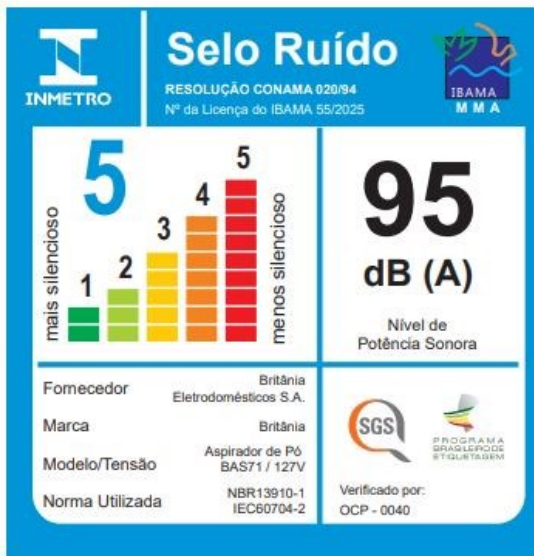 INMETRO
Selo Ruído
RESOLUÇÃO CONAMA 020/94
Nº da Licença do IBAMA 55/2025
IBAMA
M M A
5
mais silencioso
1
2
3
4
5
menos silencioso
95
dB (A)
Nível de
Potência Sonora
Fornecedor
Britânia
Eletrodomésticos S.A.
Marca
Britânia
Modelo/Tensão
Aspirador de Pó
BAS71 / 127V
Norma Utilizada
NBR13910-1
IEC60704-2
SGS
PROGRAMA
BRASILEIRO DE
ETIQUETAGEM
Verificado por:
OCP - 0040